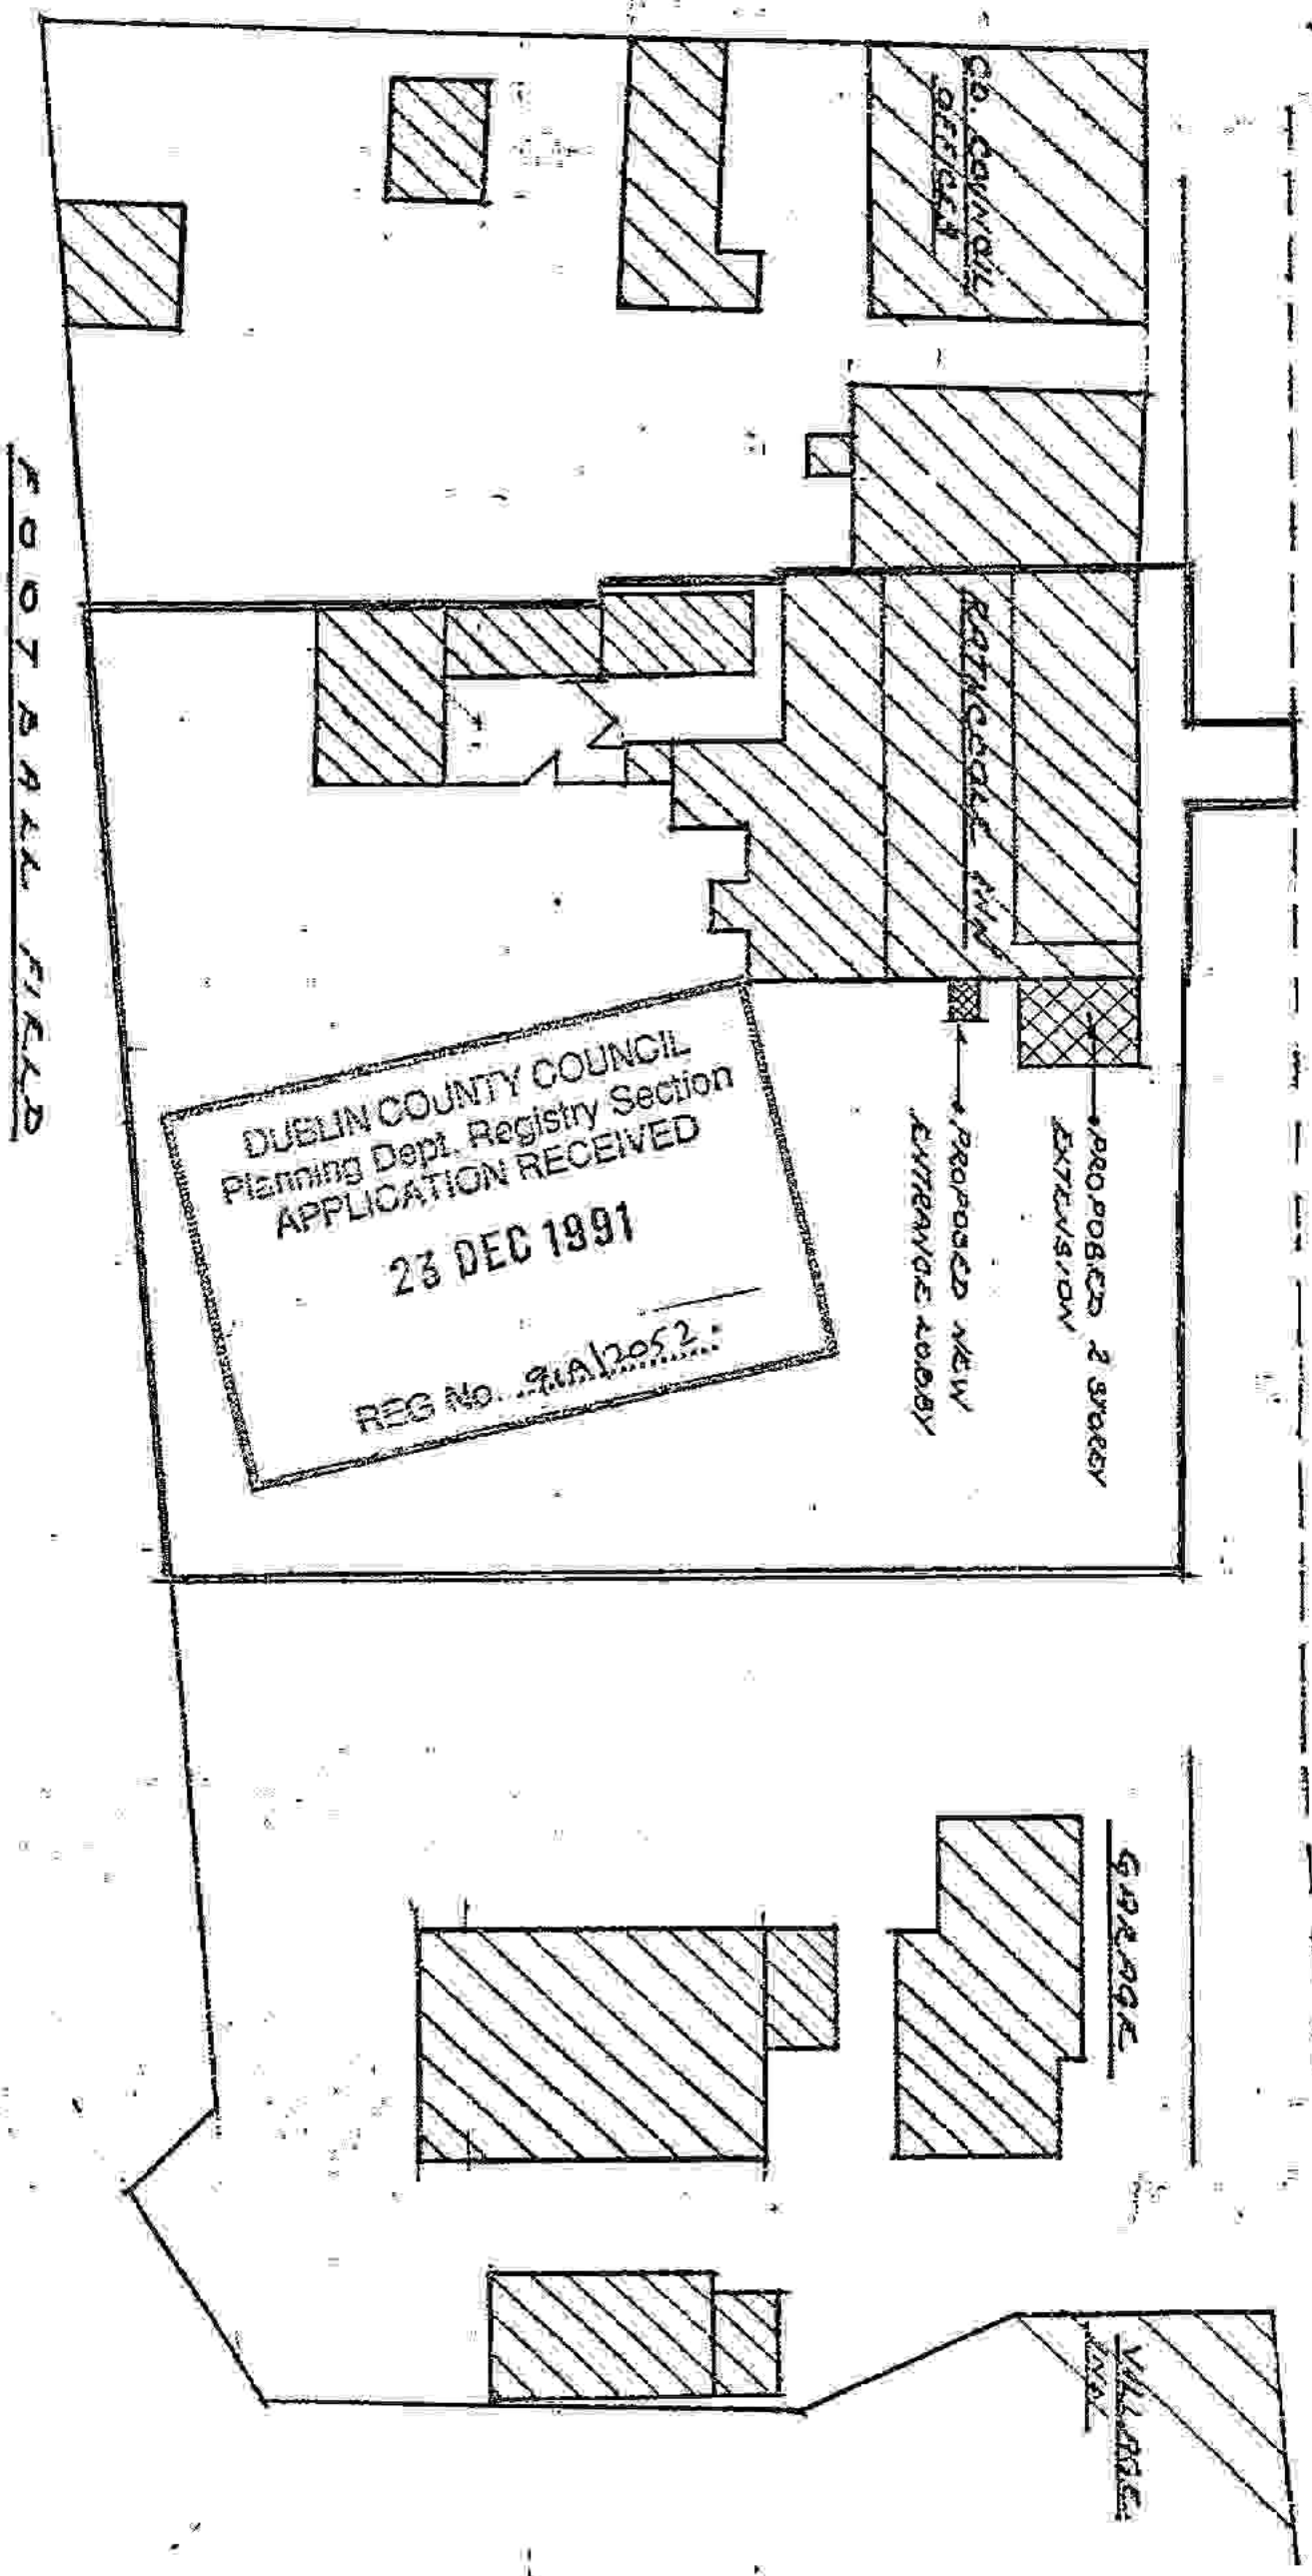 CO. COUNCIL
OFFICES
RATHCOOLE INN
PROPOSED 2 STOREY
EXTENSION
PROPOSED NEW
ENTRANCE LOBBY
GARAGE
VILLAGE
INN
FOOTBALL FIELD
DUBLIN COUNTY COUNCIL
Planning Dept. Registry Section
APPLICATION RECEIVED
23 DEC 1991
REG No. 91A/2052